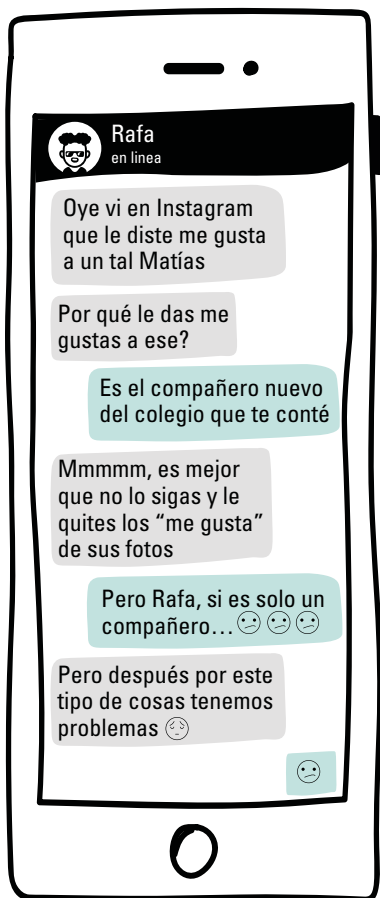 Rafa
en linea
Oye vi en Instagram
que le diste me gusta
a un tal Matías
Por qué le das me
gustas a ese?
Es el compañero nuevo
del colegio que te conté
Mmmmm, es mejor
que no lo sigas y le
quites los “me gusta”
de sus fotos
Pero Rafa, si es solo un
compañero...
Pero después por este
tipo de cosas tenemos
problemas